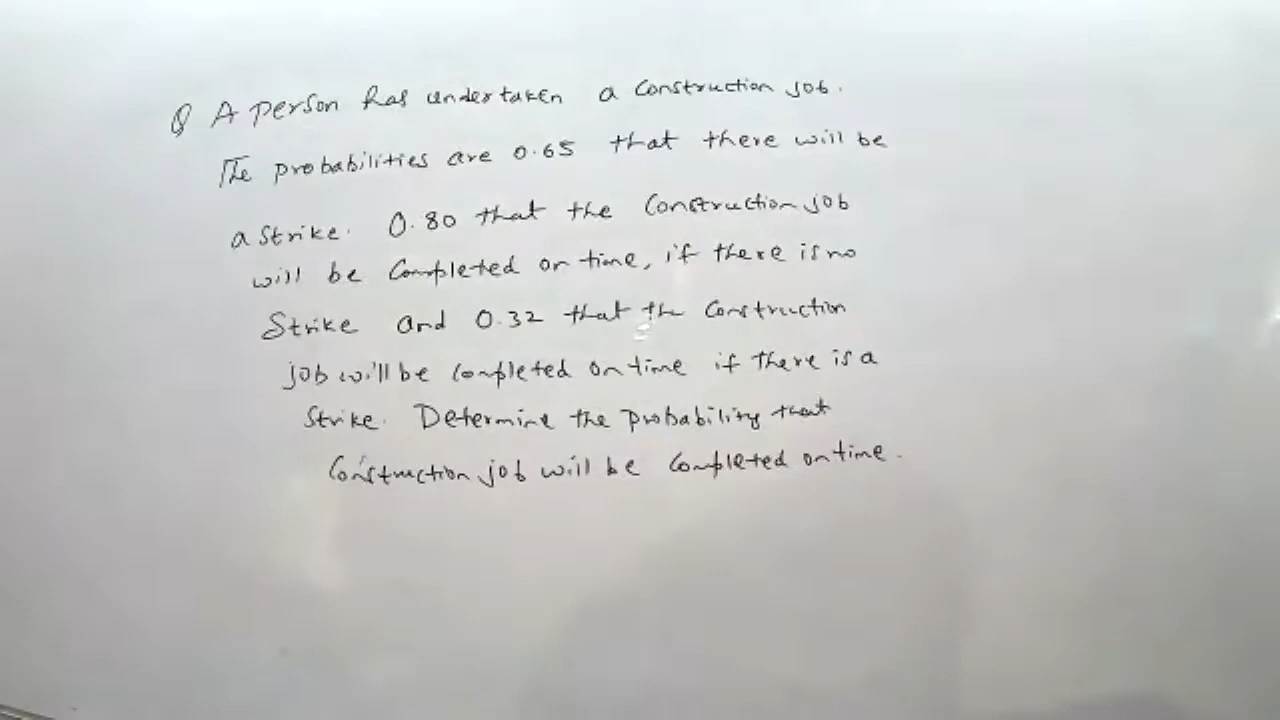 Q A person has undertaken a construction job.
The probabilities are 0.65 that there will be
a strike. 0.80 that the construction job
will be completed on time, if there is no
strike and 0.32 that the construction
job will be completed on time if there is a
strike. Determine the probability that
construction job will be completed on time.